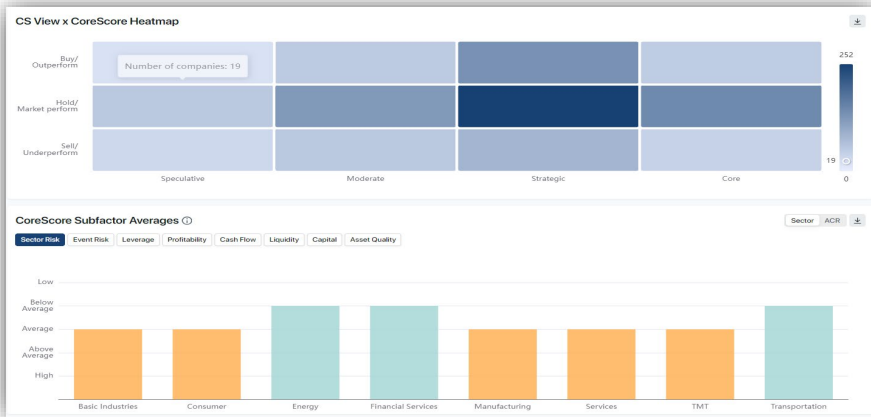 CS View x CoreScore Heatmap
Buy/
Outperform
Number of companies: 19
252
Hold/
Market perform
Sell/
Underperform
19
0
Speculative Moderate Strategic Core
CoreScore Subfactor Averages
Sector ACR
Sector Risk Event Risk Leverage Profitability Cash Flow Liquidity Capital Asset Quality
Low
Below
Average
Average
Above
Average
High
Basic Industries Consumer Energy Financial Services Manufacturing Services TMT Transportation